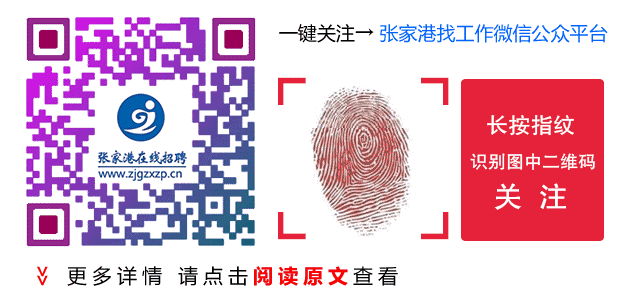 一键关注→ 张家港找工作微信公众平台
张家港在线招聘
www.zjgzxzp.cn
长按指纹
识别图中二维码
关 注
更多详情 请点击阅读原文查看